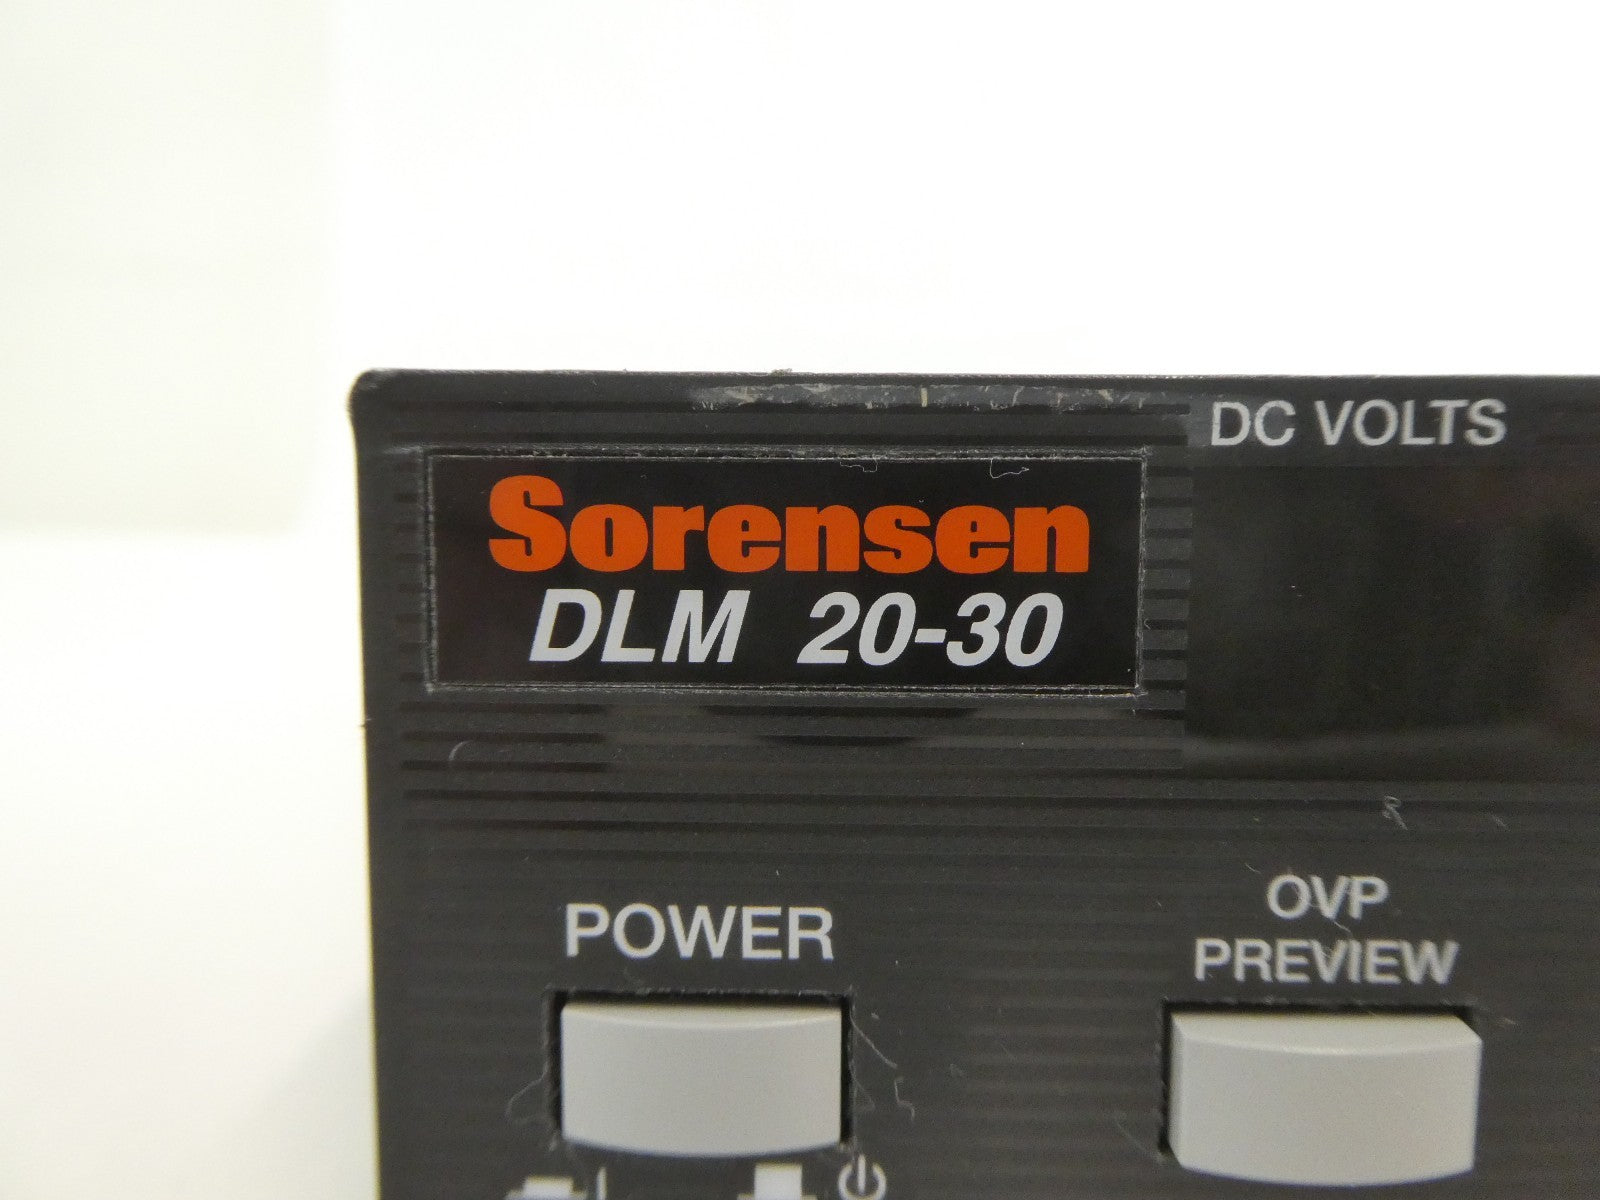 DC VOLTS
Sorensen
DLM 20-30
POWER
OVP
PREVIEW